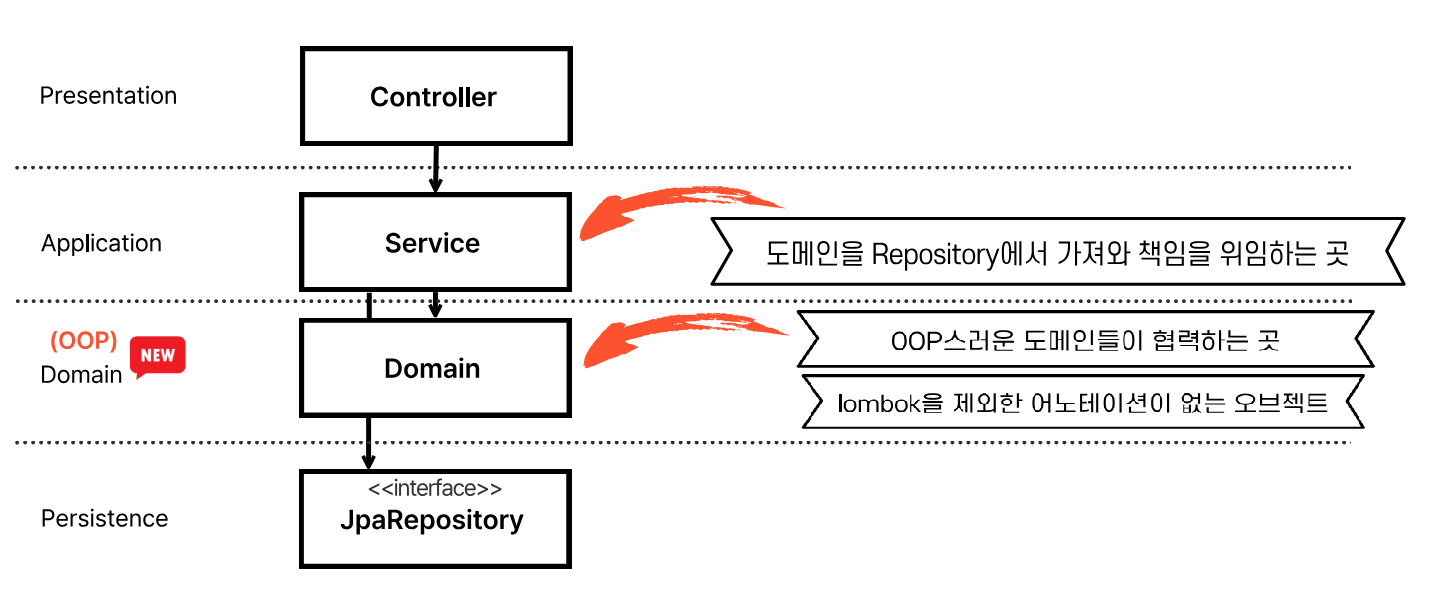 Presentation
Controller
Application
Service
도메인을 Repository에서 가져와 책임을 위임하는 곳
(OOP)
NEW
Domain
Domain
OOP스러운 도메인들이 협력하는 곳
lombok을 제외한 어노테이션이 없는 오브젝트
Persistence
<<interface>>
JpaRepository